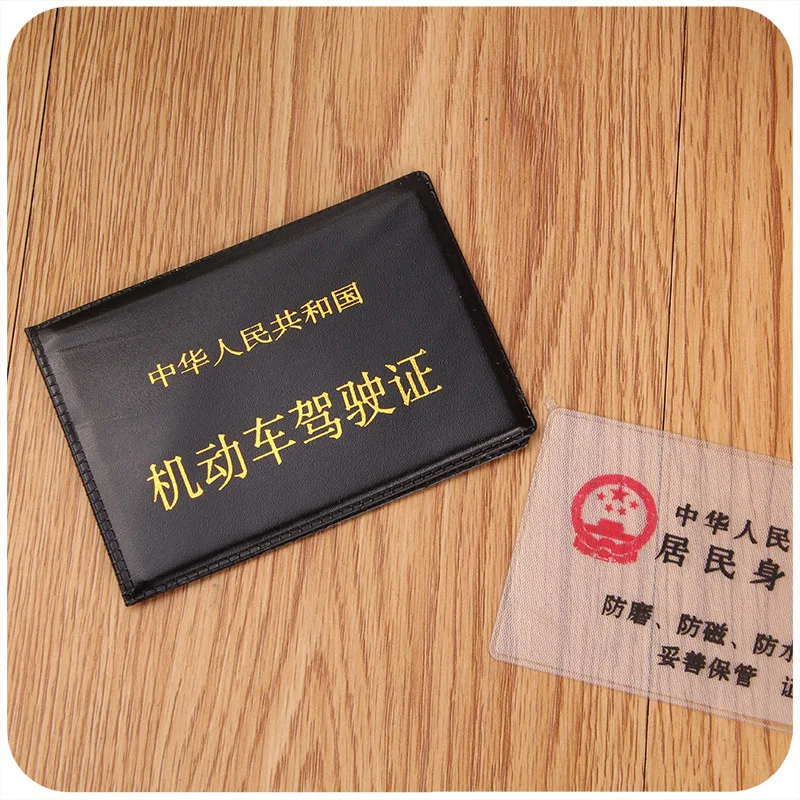 中华人民共和国
机动车驾驶证
中华人民
居民身
防磨、防磁、防水
妥善保管 证